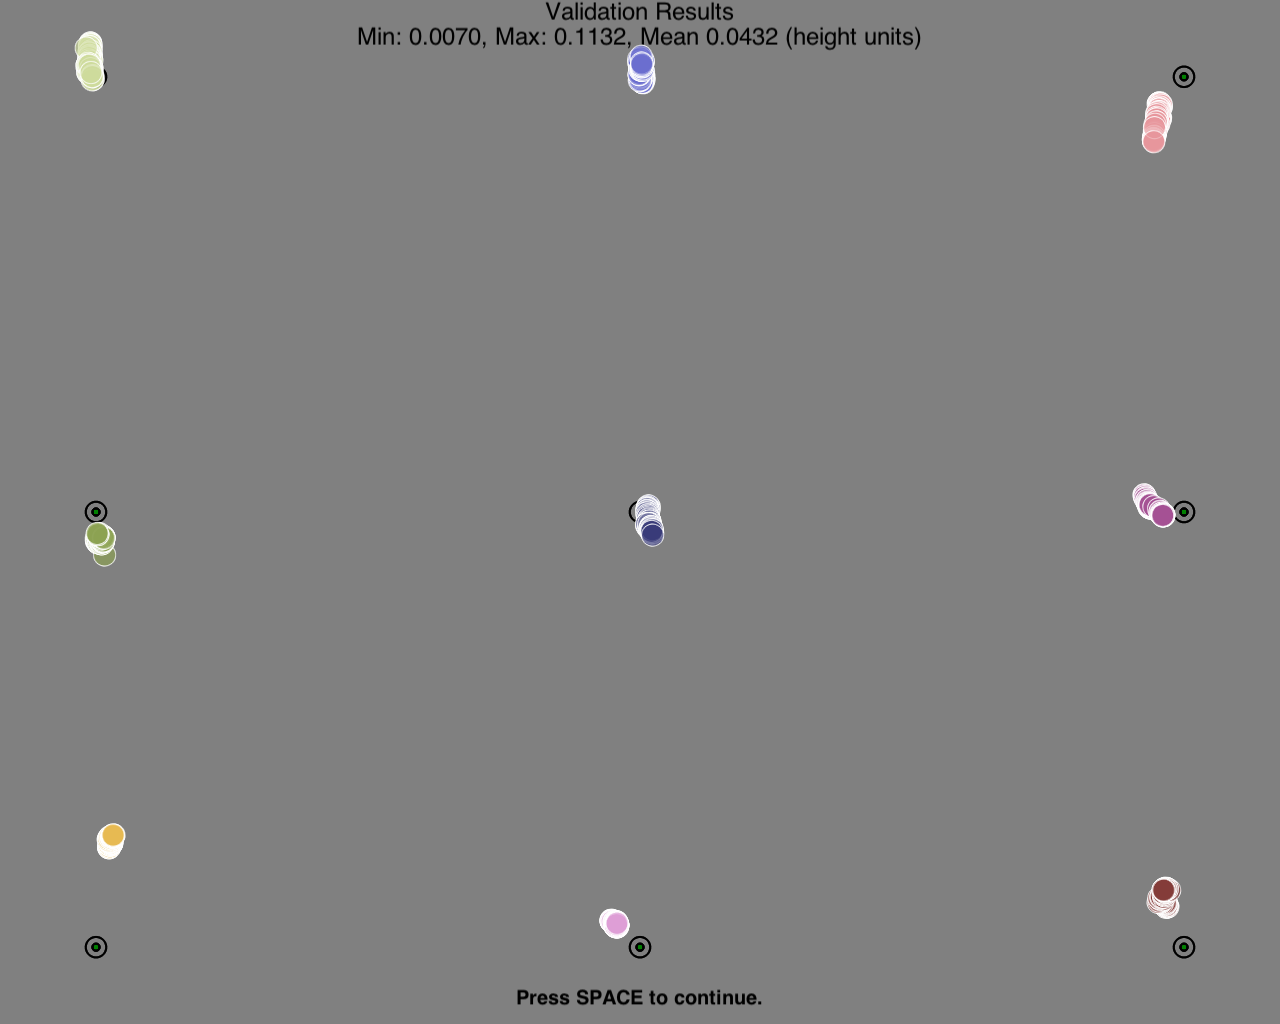 Validation Results
Min: 0.0070, Max: 0.1132, Mean 0.0432 (height units)
Press SPACE to continue.